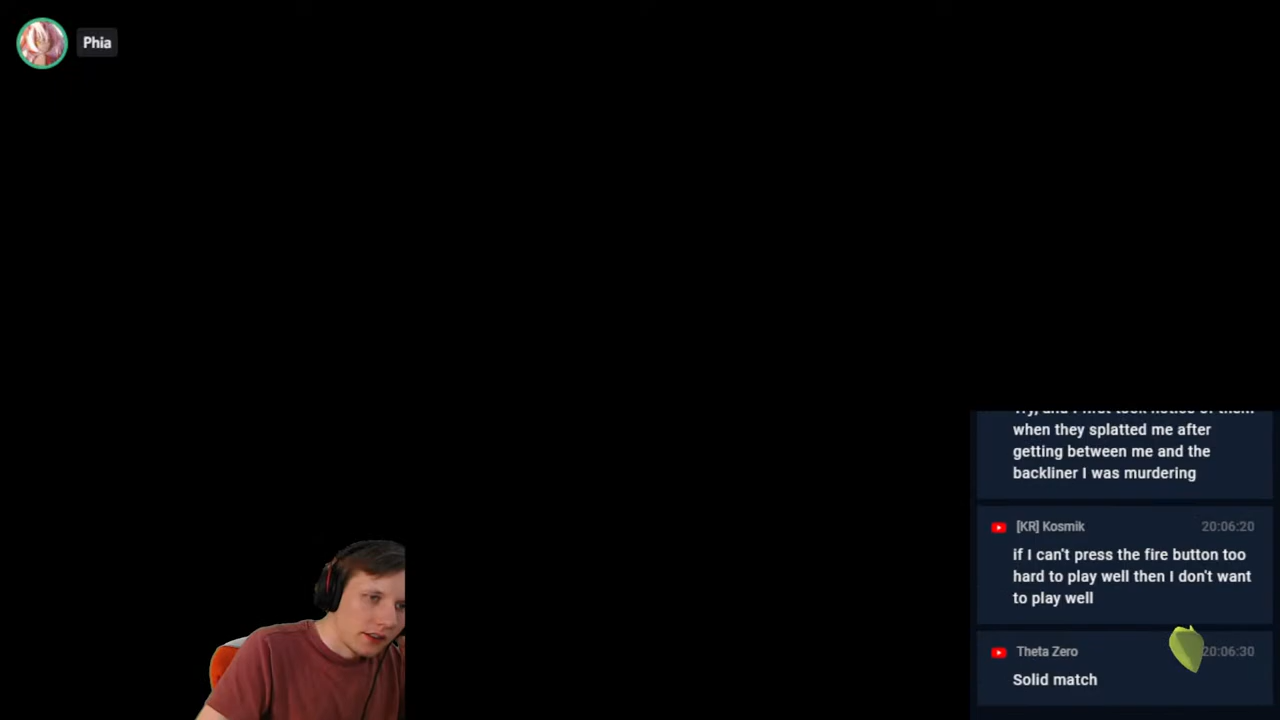 Phia
when they splatted me after
getting between me and the
backliner I was murdering
[KR] Kosmik 20:06:20
if I can't press the fire button too
hard to play well then I don't want
to play well
Theta Zero 20:06:30
Solid match